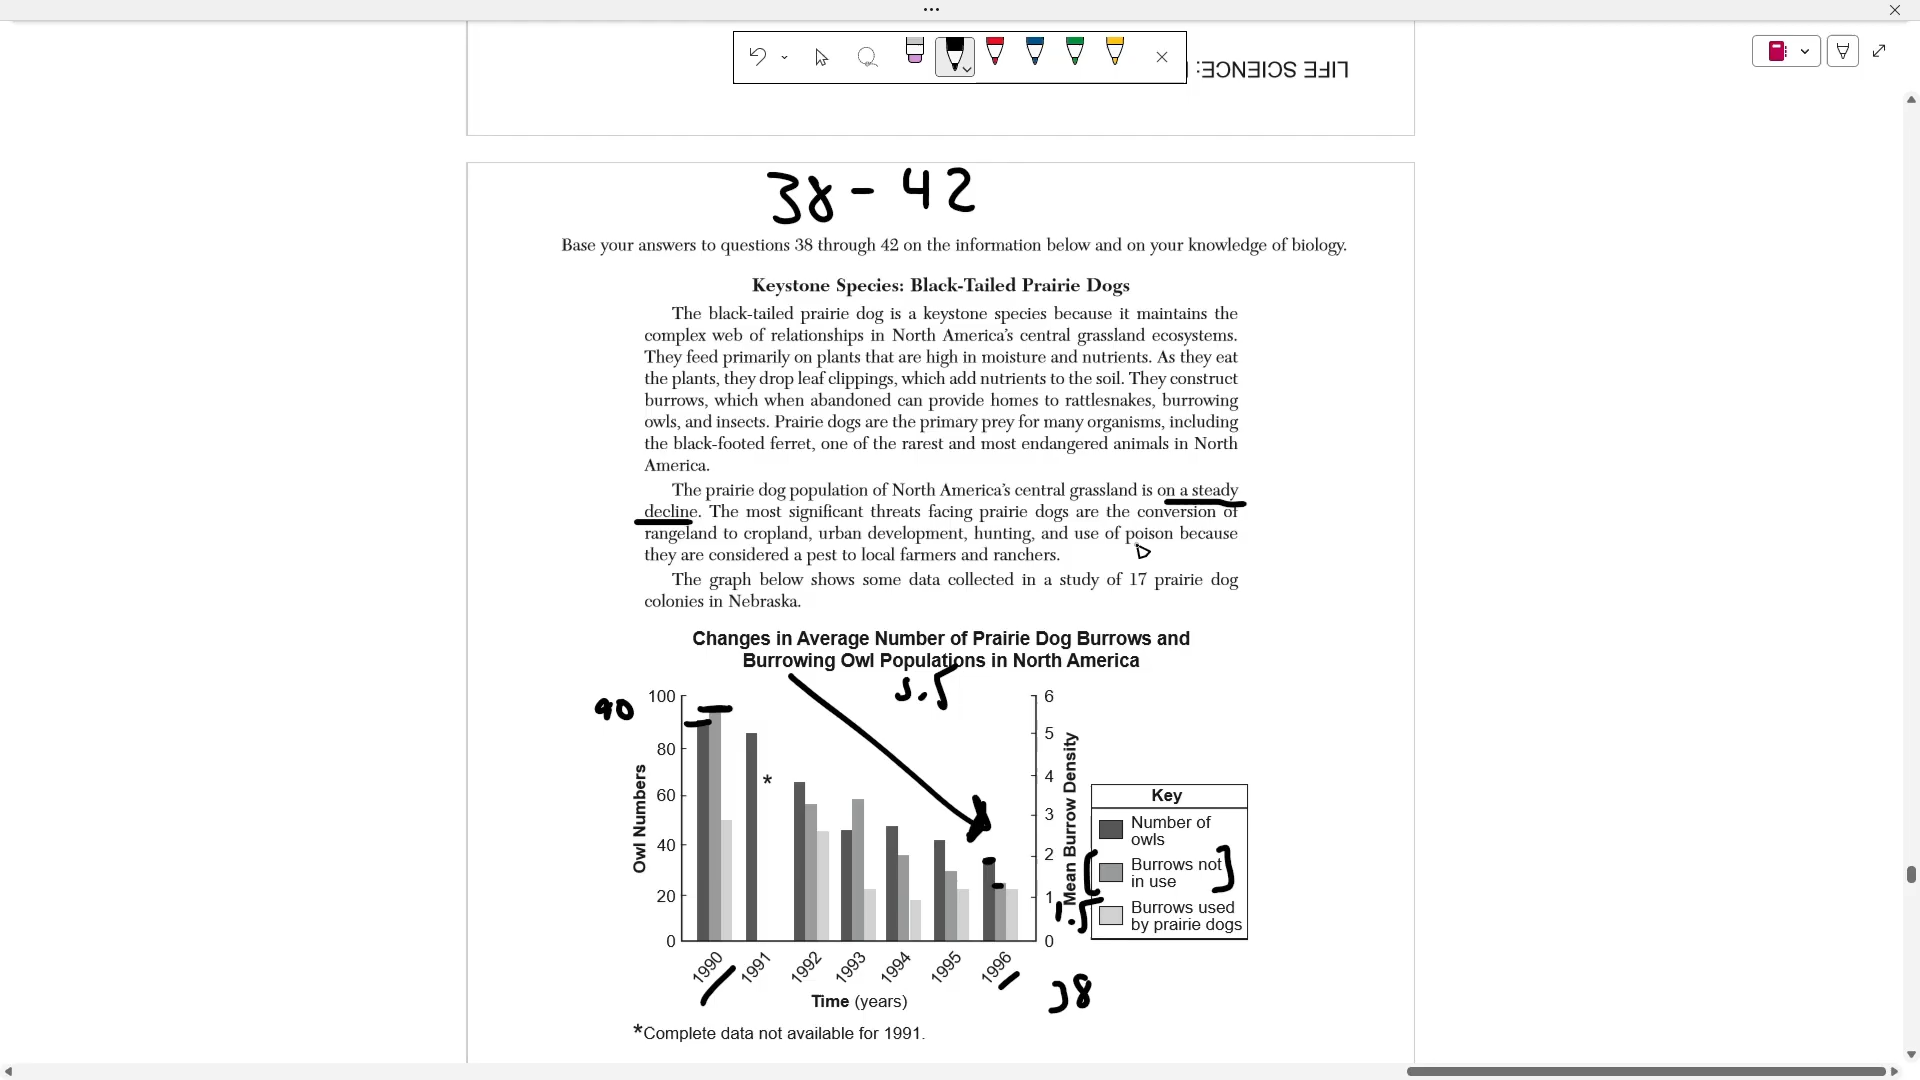 LIFE SCIENCE:
38 - 42
Base your answers to questions 38 through 42 on the information below and on your knowledge of biology.
Keystone Species: Black-Tailed Prairie Dogs
The black-tailed prairie dog is a keystone species because it maintains the
complex web of relationships in North America's central grassland ecosystems.
They feed primarily on plants that are high in moisture and nutrients. As they eat
the plants, they drop leaf clippings, which add nutrients to the soil. They construct
burrows, which when abandoned can provide homes to rattlesnakes, burrowing
owls, and insects. Prairie dogs are the primary prey for many organisms, including
the black-footed ferret, one of the rarest and most endangered animals in North
America.
The prairie dog population of North America's central grassland is on a steady
decline. The most significant threats facing prairie dogs are the conversion of
rangeland to cropland, urban development, hunting, and use of poison because
they are considered a pest to local farmers and ranchers.
The graph below shows some data collected in a study of 17 prairie dog
colonies in Nebraska.
Changes in Average Number of Prairie Dog Burrows and
Burrowing Owl Populations in North America
5.5
90
100
80
60
40
20
0
Owl Numbers
*
6
5
4
3
2
1
0
Mean Burrow Density
1.5
Key
Number of
owls
Burrows not
in use
Burrows used
by prairie dogs
1990 1991 1992 1993 1994 1995 1996
38
Time (years)
*Complete data not available for 1991.